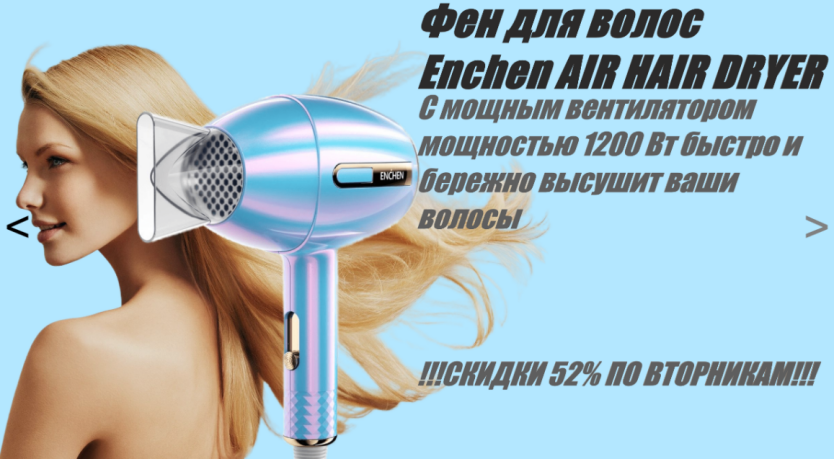 Фен для волос
Enchen AIR HAIR DRYER
С мощным вентилятором
мощностью 1200 Вт быстро и
бережно высушит ваши
волосы
ENCHEN
<
>
!!!СКИДКИ 52% ПО ВТОРНИКАМ!!!